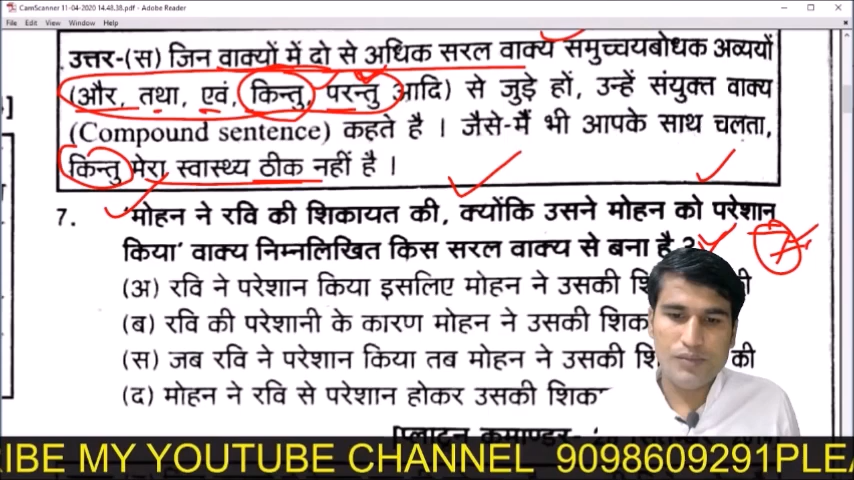 CamScanner 11-04-2020 14.48.38.pdf - Adobe Reader
File Edit View Window Help
उत्तर-(स) जिन वाक्यों में दो से अधिक सरल वाक्य समुच्चयबोधक अव्ययों
(और, तथा, एवं, किन्तु, परन्तु आदि) से जुड़े हों, उन्हें संयुक्त वाक्य
(Compound sentence) कहते है । जैसे-मैं भी आपके साथ चलता,
किन्तु मेरा स्वास्थ्य ठीक नहीं है ।
7. 'मोहन ने रवि की शिकायत की, क्योंकि उसने मोहन को परेशान
किया' वाक्य निम्नलिखित किस सरल वाक्य से बना है ?
(अ) रवि ने परेशान किया इसलिए मोहन ने उसकी
(ब) रवि की परेशानी के कारण मोहन ने उसकी
(स) जब रवि ने परेशान किया तब मोहन ने उसकी की
(द) मोहन ने रवि से परेशान होकर उसकी
प्लाटून कमाण्डर-
RIBE MY YOUTUBE CHANNEL 9098609291PLEA